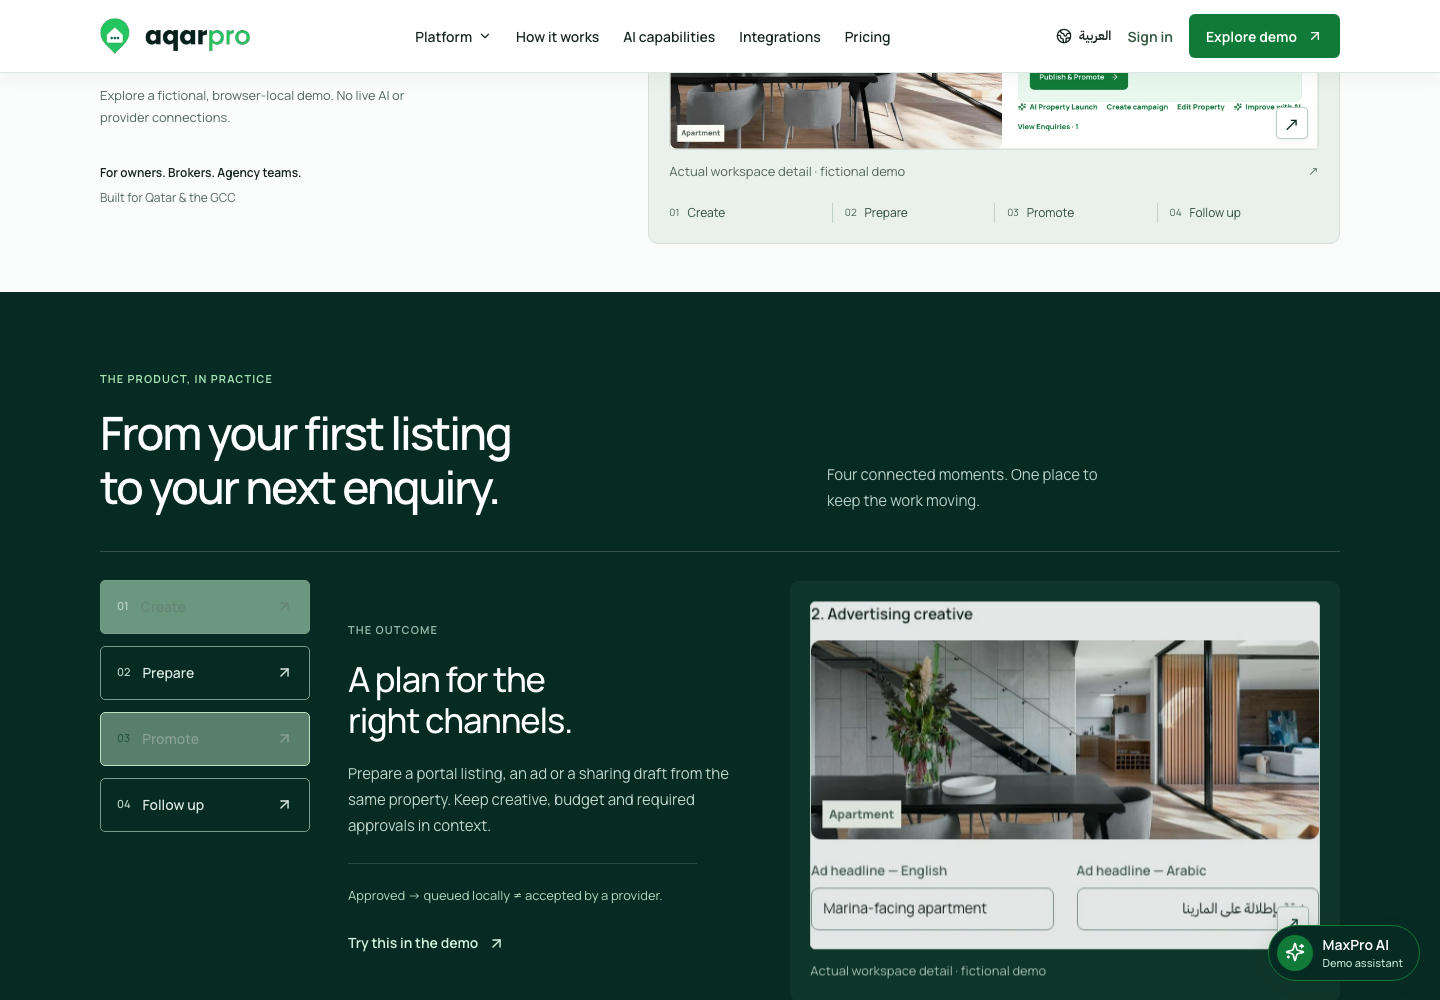 aqarpro
Platform
How it works
AI capabilities
Integrations
Pricing
العربية
Sign in
Explore demo
Explore a fictional, browser-local demo. No live AI or
provider connections.
For owners. Brokers. Agency teams.
Built for Qatar & the GCC
Apartment
Publish & Promote →
AI Property Launch
Create campaign
Edit Property
Improve with AI
View Enquiries · 1
Actual workspace detail · fictional demo
01 Create
02 Prepare
03 Promote
04 Follow up
THE PRODUCT, IN PRACTICE
From your first listing
to your next enquiry.
Four connected moments. One place to
keep the work moving.
01 Create
02 Prepare
03 Promote
04 Follow up
THE OUTCOME
A plan for the
right channels.
Prepare a portal listing, an ad or a sharing draft from the
same property. Keep creative, budget and required
approvals in context.
Approved → queued locally ≠ accepted by a provider.
Try this in the demo
2. Advertising creative
Apartment
Ad headline — English
Ad headline — Arabic
Marina-facing apartment
بإطلالة على المارينا
Actual workspace detail · fictional demo
MaxPro AI
Demo assistant